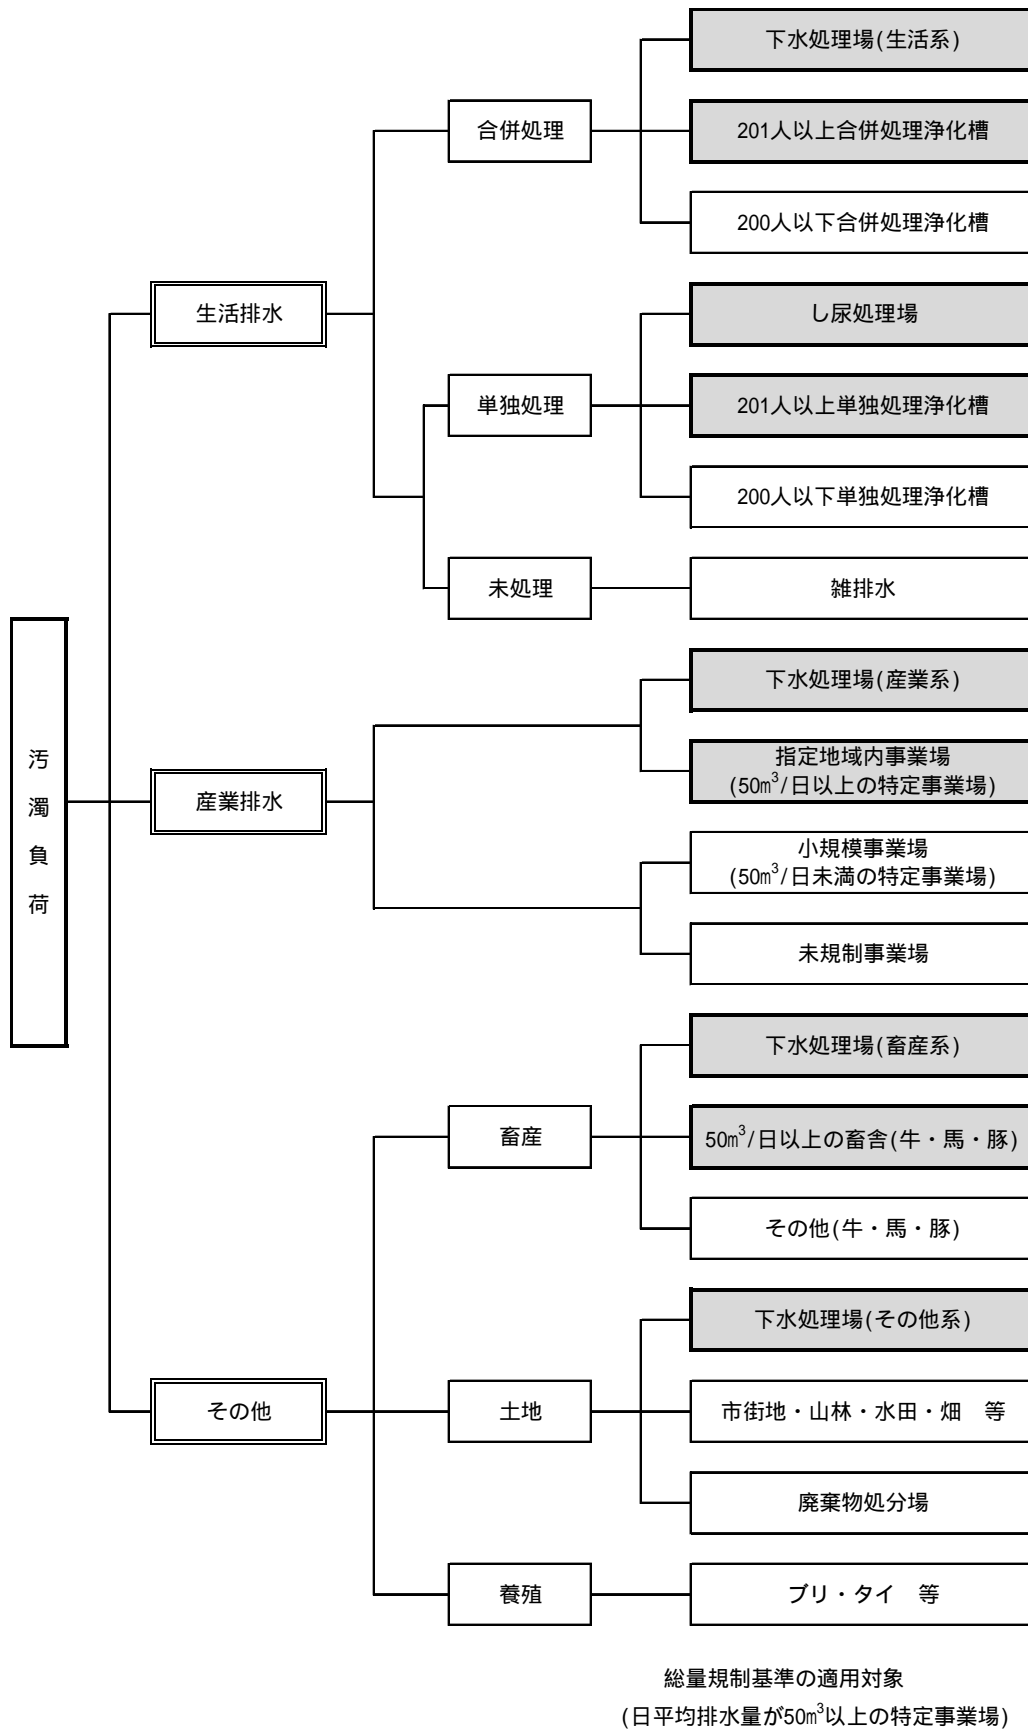 下水処理場(生活系)
合併処理
201人以上合併処理浄化槽
200人以下合併処理浄化槽
生活排水
し尿処理場
単独処理
201人以上単独処理浄化槽
200人以下単独処理浄化槽
未処理
雑排水
汚濁負荷
下水処理場(産業系)
産業排水
指定地域内事業場
(50m³/日以上の特定事業場)
小規模事業場
(50m³/日未満の特定事業場)
未規制事業場
下水処理場(畜産系)
畜産
50m³/日以上の畜舎(牛・馬・豚)
その他(牛・馬・豚)
下水処理場(その他系)
その他
土地
市街地・山林・水田・畑　等
廃棄物処分場
養殖
ブリ・タイ　等
総量規制基準の適用対象
(日平均排水量が50m³以上の特定事業場)